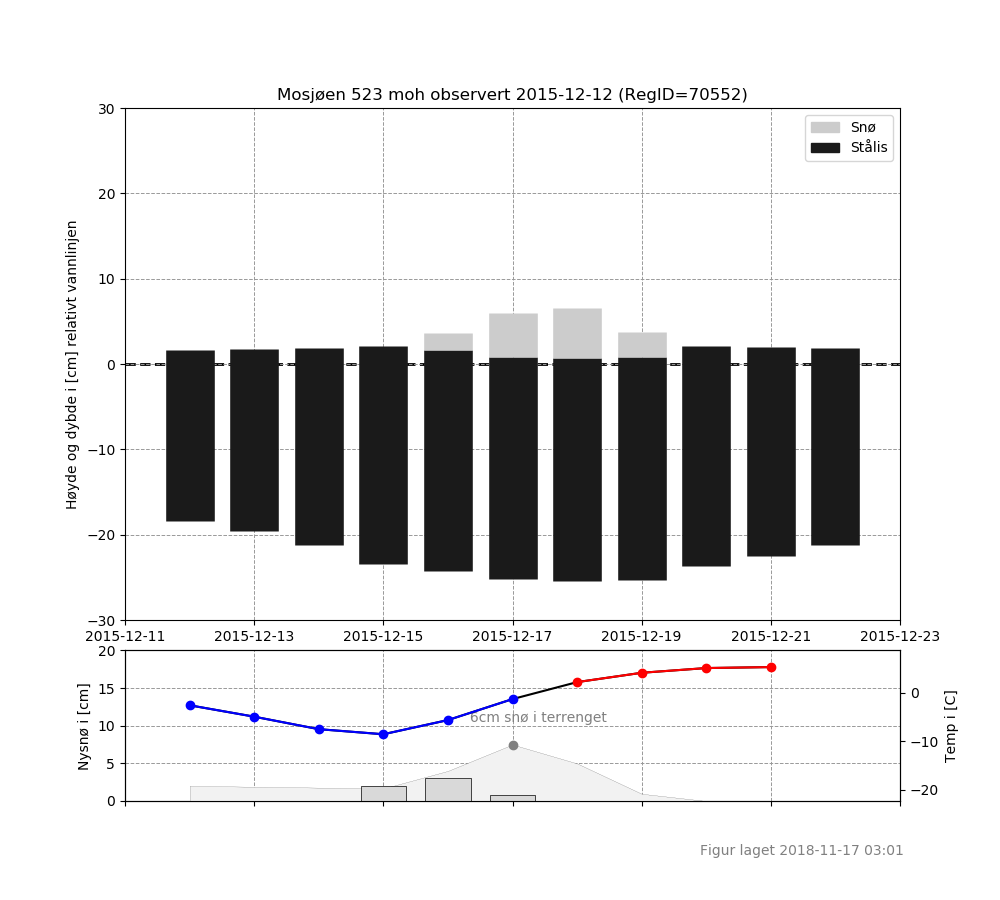 Mosjøen 523 moh observert 2015-12-12 (RegID=70552)
Snø
Stålis
Høyde og dybde i [cm] relativt vannlinjen
30
20
10
0
−10
−20
−30
2015-12-11 2015-12-13 2015-12-15 2015-12-17 2015-12-19 2015-12-21 2015-12-23
Nysnø i [cm]
20
15
10
5
0
6cm snø i terrenget
0
−10
−20
Temp i [C]
Figur laget 2018-11-17 03:01